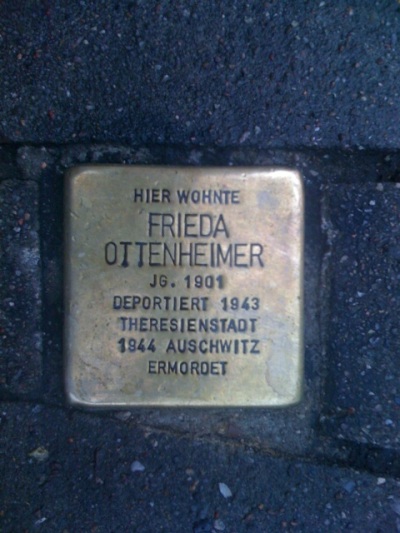 HIER WOHNTE
FRIEDA
OTTENHEIMER
JG. 1901
DEPORTIERT 1943
THERESIENSTADT
1944 AUSCHWITZ
ERMORDET